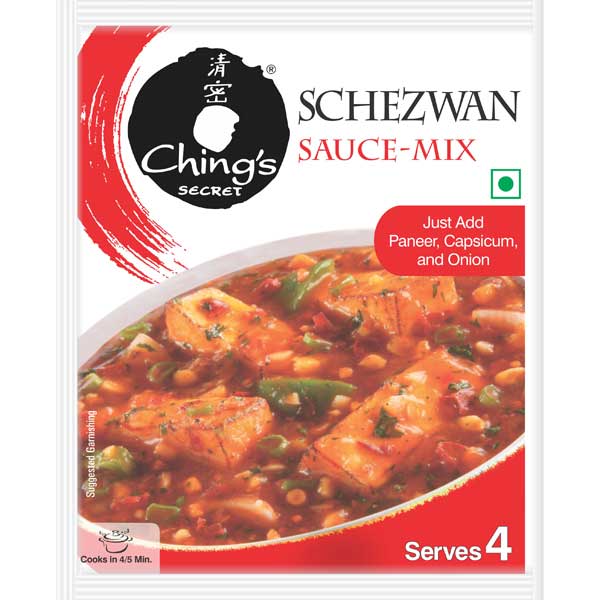 清
密
®
Ching's
SECRET
SCHEZWAN
SAUCE-MIX
Just Add
Paneer, Capsicum,
and Onion
Suggested Garnishing
Cooks in 4/5 Min.
Serves 4